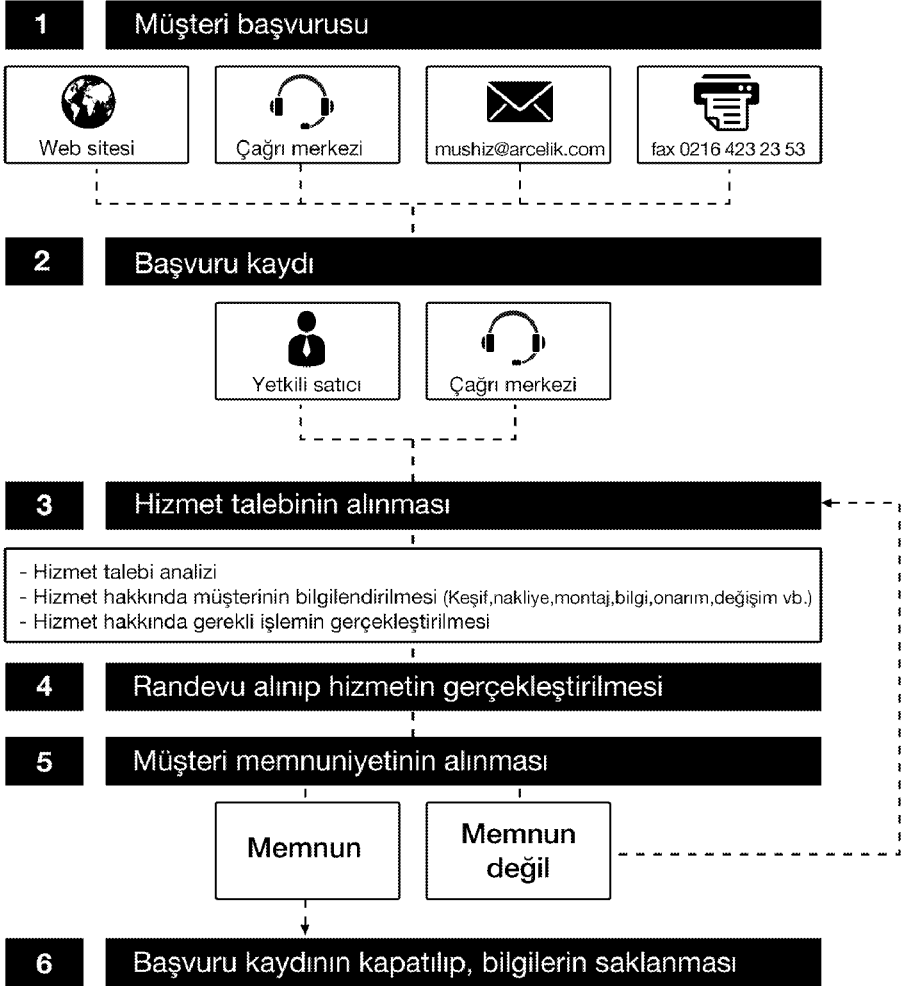 1 Müşteri başvurusu
Web sitesi
Çağrı merkezi
mushiz@arcelik.com
fax 0216 423 23 53
2 Başvuru kaydı
Yetkili satıcı
Çağrı merkezi
3 Hizmet talebinin alınması
- Hizmet talebi analizi
- Hizmet hakkında müşterinin bilgilendirilmesi (Keşif,nakliye,montaj,bilgi,onarım,değişim vb.)
- Hizmet hakkında gerekli işlemin gerçekleştirilmesi
4 Randevu alınıp hizmetin gerçekleştirilmesi
5 Müşteri memnuniyetinin alınması
Memnun
Memnun
değil
6 Başvuru kaydının kapatılıp, bilgilerin saklanması